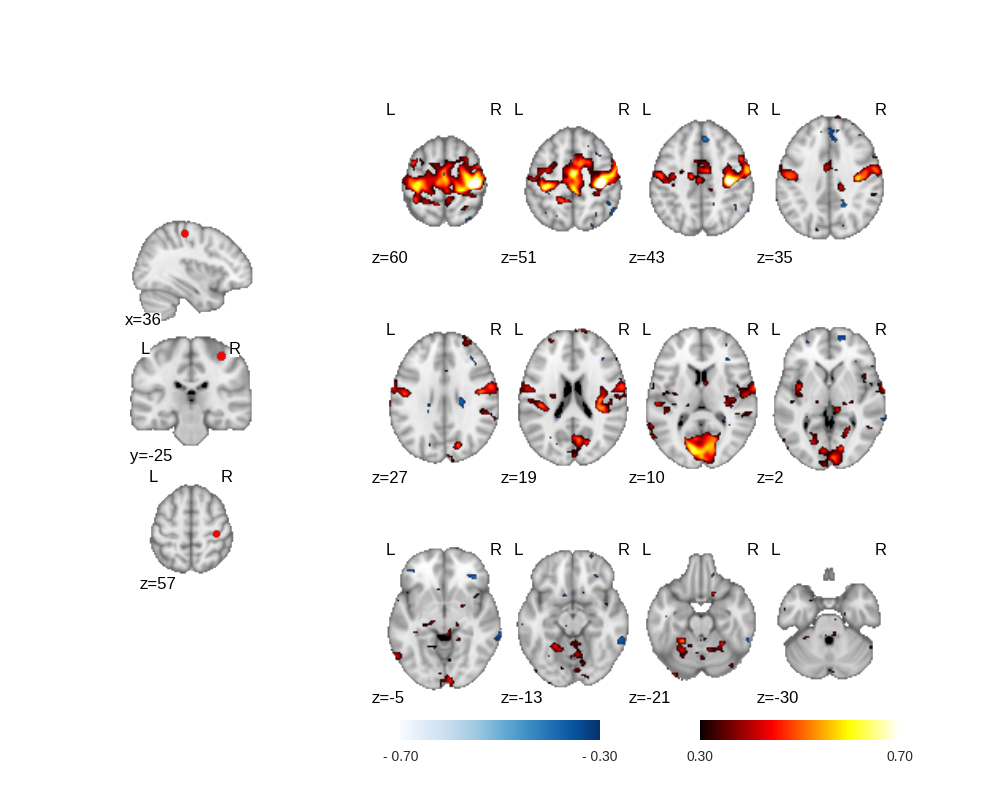 L R L R L R L R
z=60 z=51 z=43 z=35
x=36
L R
y=-25
L R
z=57
L R L R L R L R
z=27 z=19 z=10 z=2
L R L R L R L R
z=-5 z=-13 z=-21 z=-30
- 0.70 - 0.30 0.30 0.70